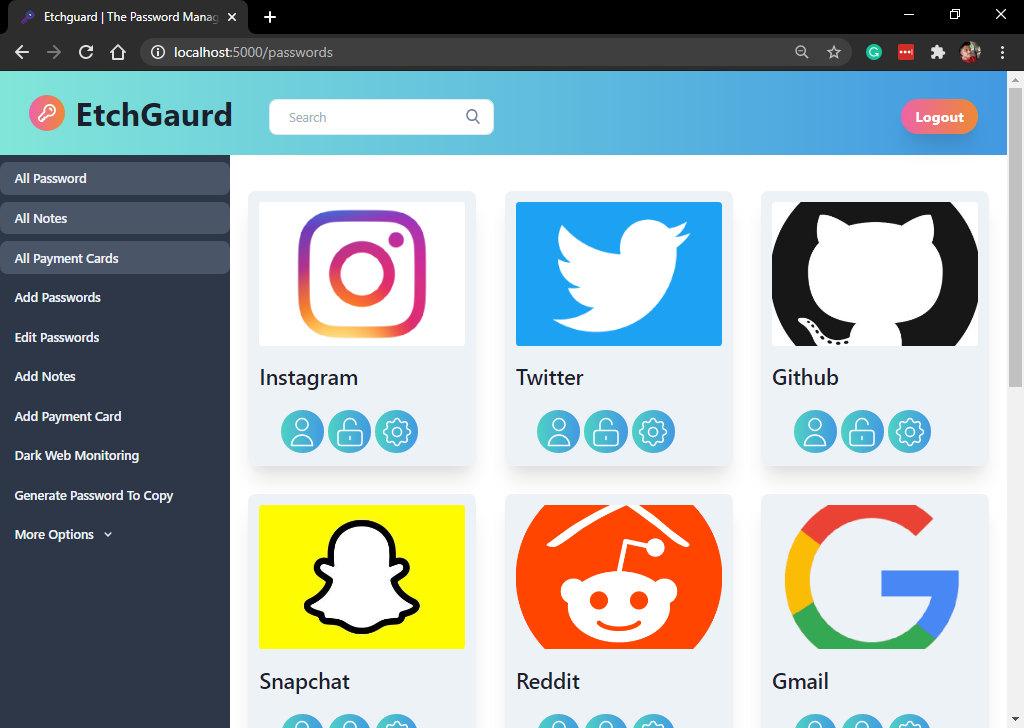 Etchguard | The Password Manag
localhost:5000/passwords
EtchGaurd
Search
Logout
All Password
All Notes
All Payment Cards
Add Passwords
Edit Passwords
Add Notes
Add Payment Card
Dark Web Monitoring
Generate Password To Copy
More Options
Instagram
Twitter
Github
Snapchat
Reddit
Gmail